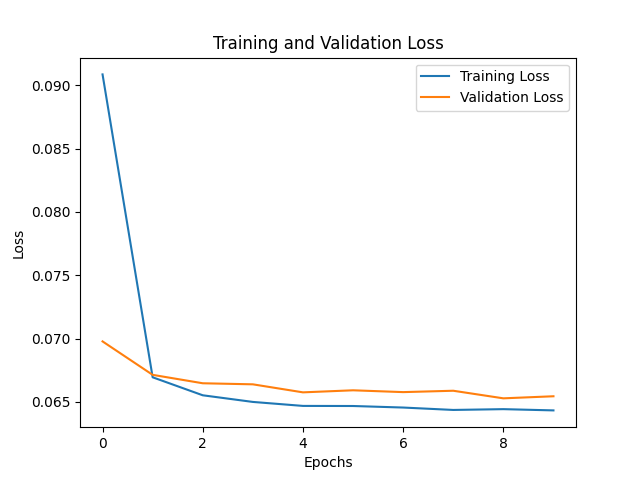 Training and Validation Loss
Training Loss
Validation Loss
0.090
0.085
0.080
0.075
0.070
0.065
Loss
0
2
4
6
8
Epochs